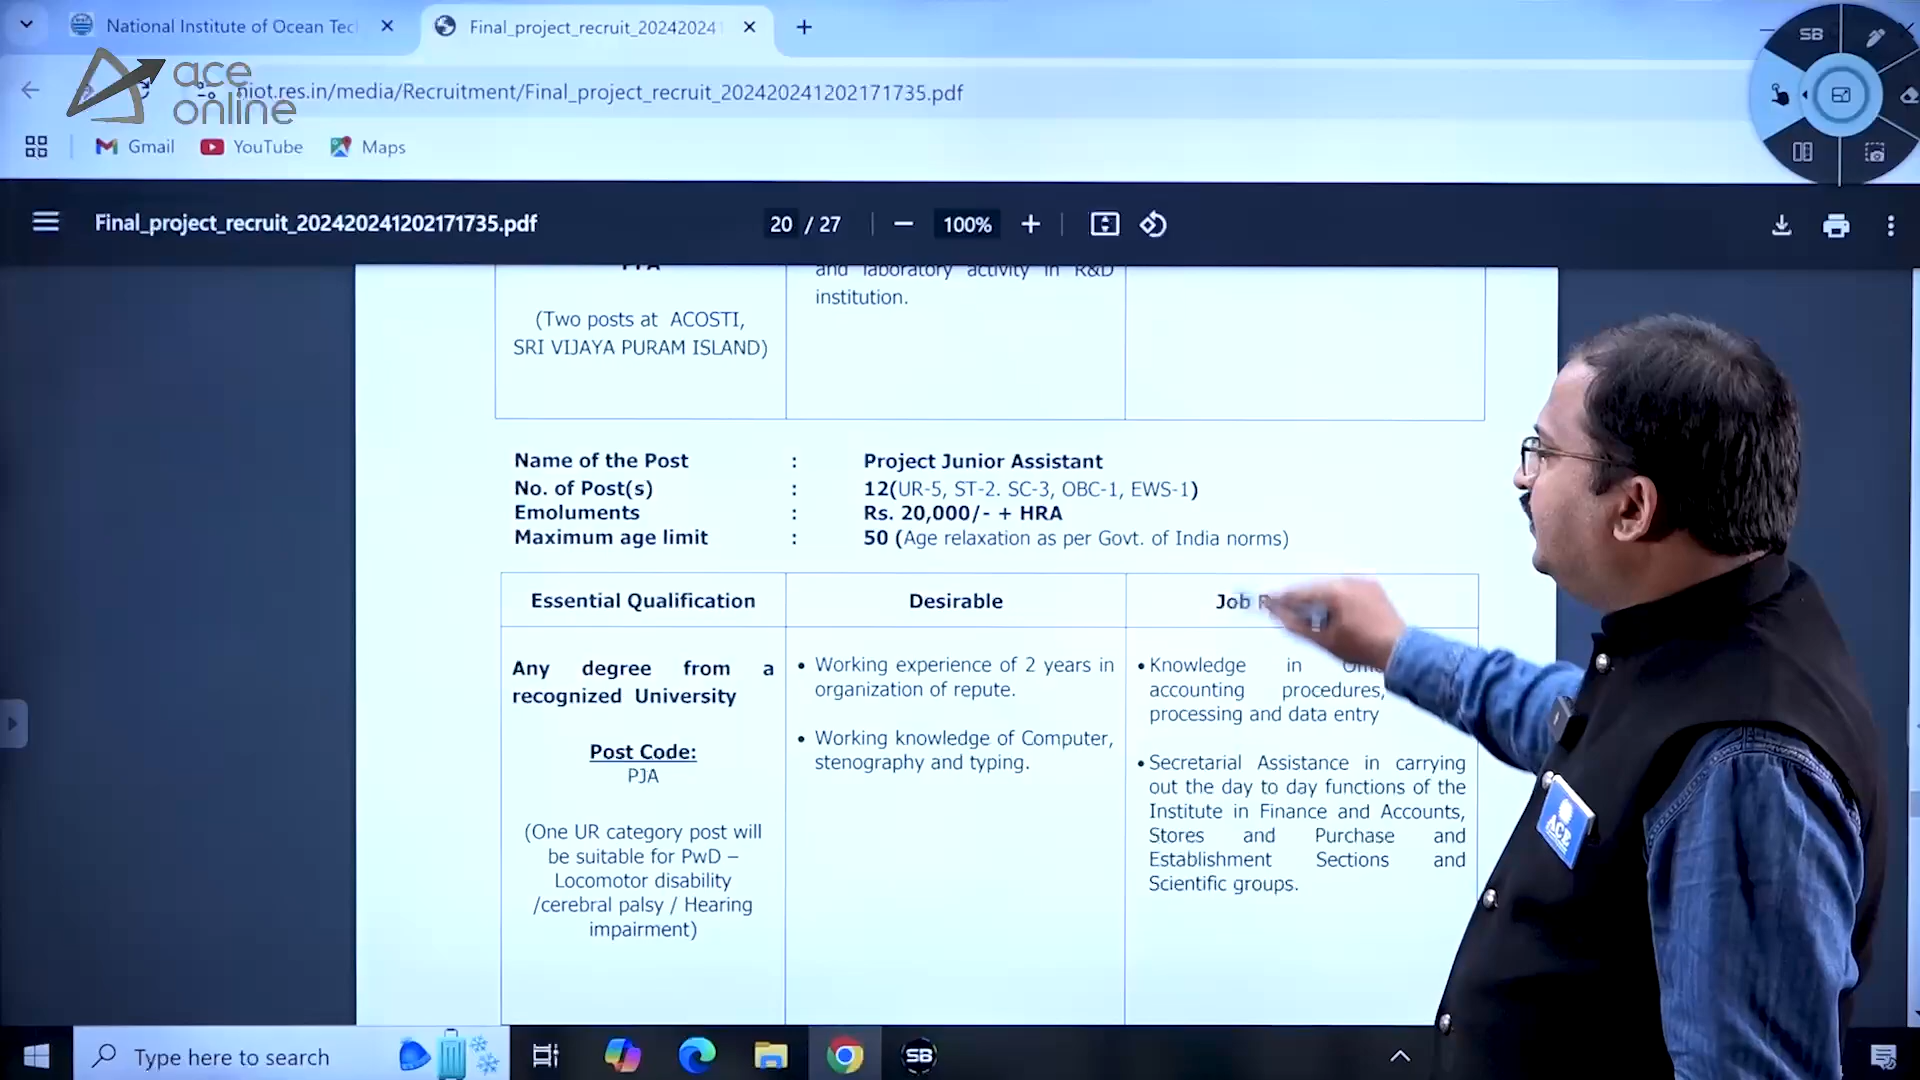 National Institute of Ocean Tec
Final_project_recruit_20242024
SB
ace
online
niot.res.in/media/Recruitment/Final_project_recruit_202420241202171735.pdf
Gmail
YouTube
Maps
Final_project_recruit_202420241202171735.pdf
20 / 27
100%
and laboratory activity in R&D
institution.
(Two posts at ACOSTI,
SRI VIJAYA PURAM ISLAND)
Name of the Post : Project Junior Assistant
No. of Post(s) : 12(UR-5, ST-2. SC-3, OBC-1, EWS-1)
Emoluments : Rs. 20,000/- + HRA
Maximum age limit : 50 (Age relaxation as per Govt. of India norms)
Essential Qualification
Desirable
Job
Any degree from a
recognized University
Post Code:
PJA
(One UR category post will
be suitable for PwD –
Locomotor disability
/cerebral palsy / Hearing
impairment)
• Working experience of 2 years in
organization of repute.
• Working knowledge of Computer,
stenography and typing.
• Knowledge in
accounting procedures,
processing and data entry
• Secretarial Assistance in carrying
out the day to day functions of the
Institute in Finance and Accounts,
Stores and Purchase and
Establishment Sections and
Scientific groups.
ACE
Type here to search
SB